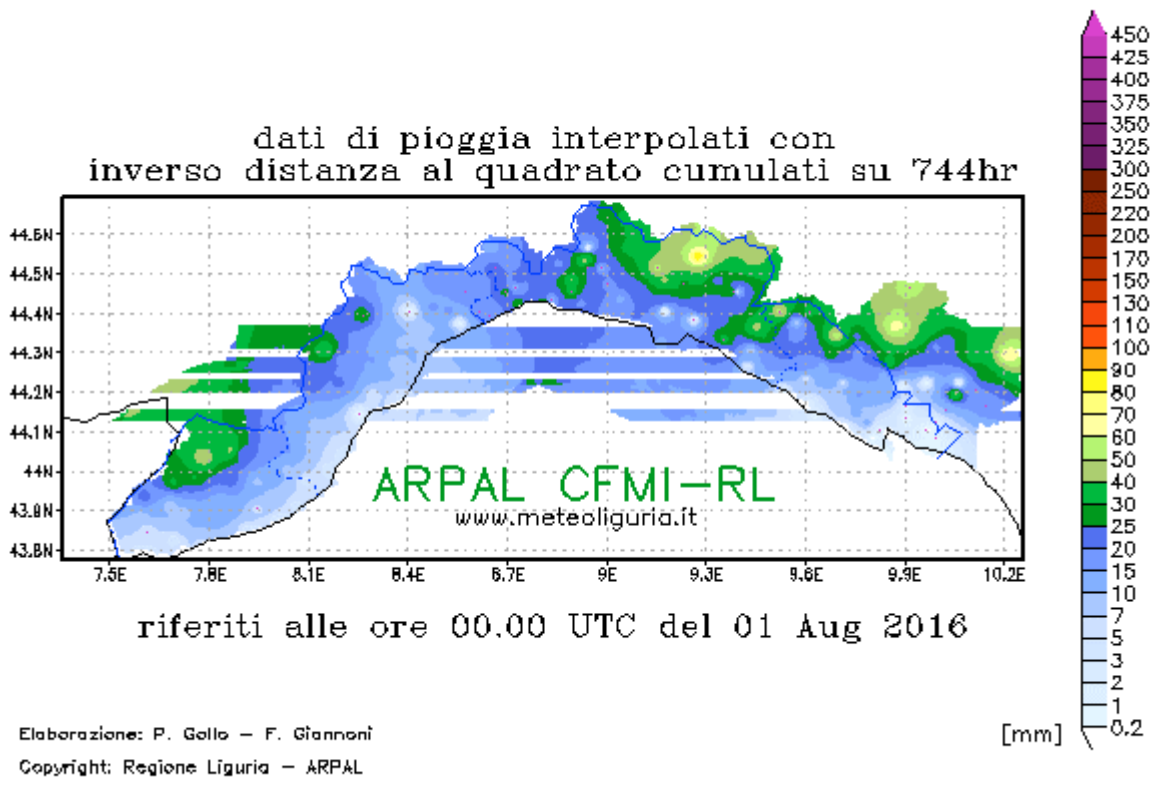 dati di pioggia interpolati con
inverso distanza al quadrato cumulati su 744hr
450
425
400
375
350
325
300
250
220
200
170
150
130
110
100
90
80
70
60
50
40
30
25
20
15
10
7
5
3
2
1
0.2
[mm]
44.6N
44.5N
44.4N
44.3N
44.2N
44.1N
44N
43.9N
43.8N
7.5E 7.8E 8.1E 8.4E 8.7E 9E 9.3E 9.6E 9.9E 10.2E
ARPAL CFMI-RL
www.meteoliguria.it
riferiti alle ore 00.00 UTC del 01 Aug 2016
Elaborazione: P. Gollo - F. Giannoni
Copyright: Regione Liguria - ARPAL